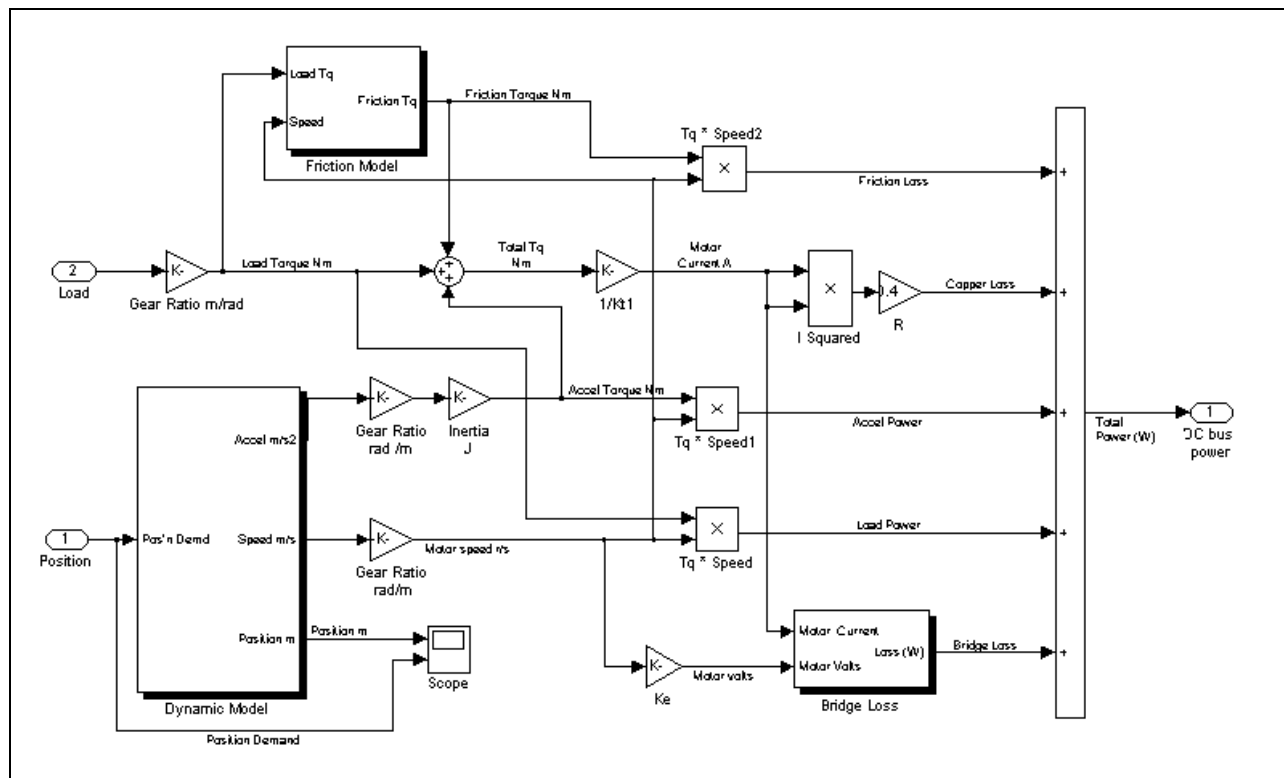 Load Tq
Friction Tq
Speed
Friction Model
Friction Torque Nm
Tq * Speed2
×
Friction Loss
+
2
Load
K-
Gear Ratio m/rad
Load Torque Nm
+
+
+
Total Tq
Nm
K-
1/Kt1
Motor
Current A
×
I Squared
0.4
R
Copper Loss
+
Accel m/s2
K-
Gear Ratio
rad /m
K-
Inertia
J
Accel Torque Nm
×
Tq * Speed1
Accel Power
+
Total
Power (W)
1
DC bus
power
1
Position
Pos'n Demd
Speed m/s
K-
Gear Ratio
rad/m
Motor speed r/s
×
Tq * Speed
Load Power
+
Position m
Position m
Scope
Dynamic Model
Position Demand
K-
Ke
Motor volts
Motor Current
Loss (W)
Motor Volts
Bridge Loss
Bridge Loss
+